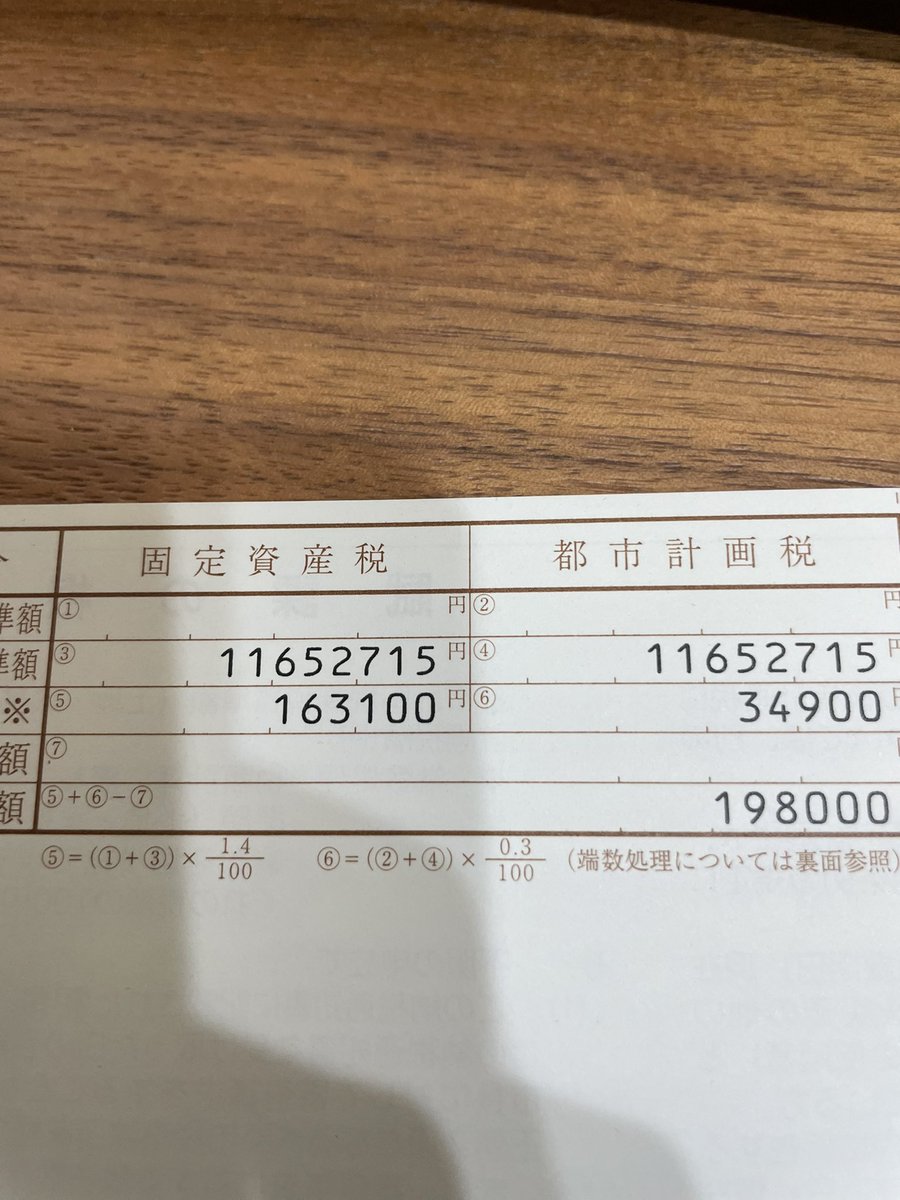 固定資産税 都市計画税
準額 ① 円 ② 円
準額 ③ 11652715 円 ④ 11652715 円
※ ⑤ 163100 円 ⑥ 34900 円
額 ⑦
額 ⑤+⑥-⑦ 198000
⑤=(①+③)×1.4/100 ⑥=(②+④)×0.3/100 (端数処理については裏面参照)